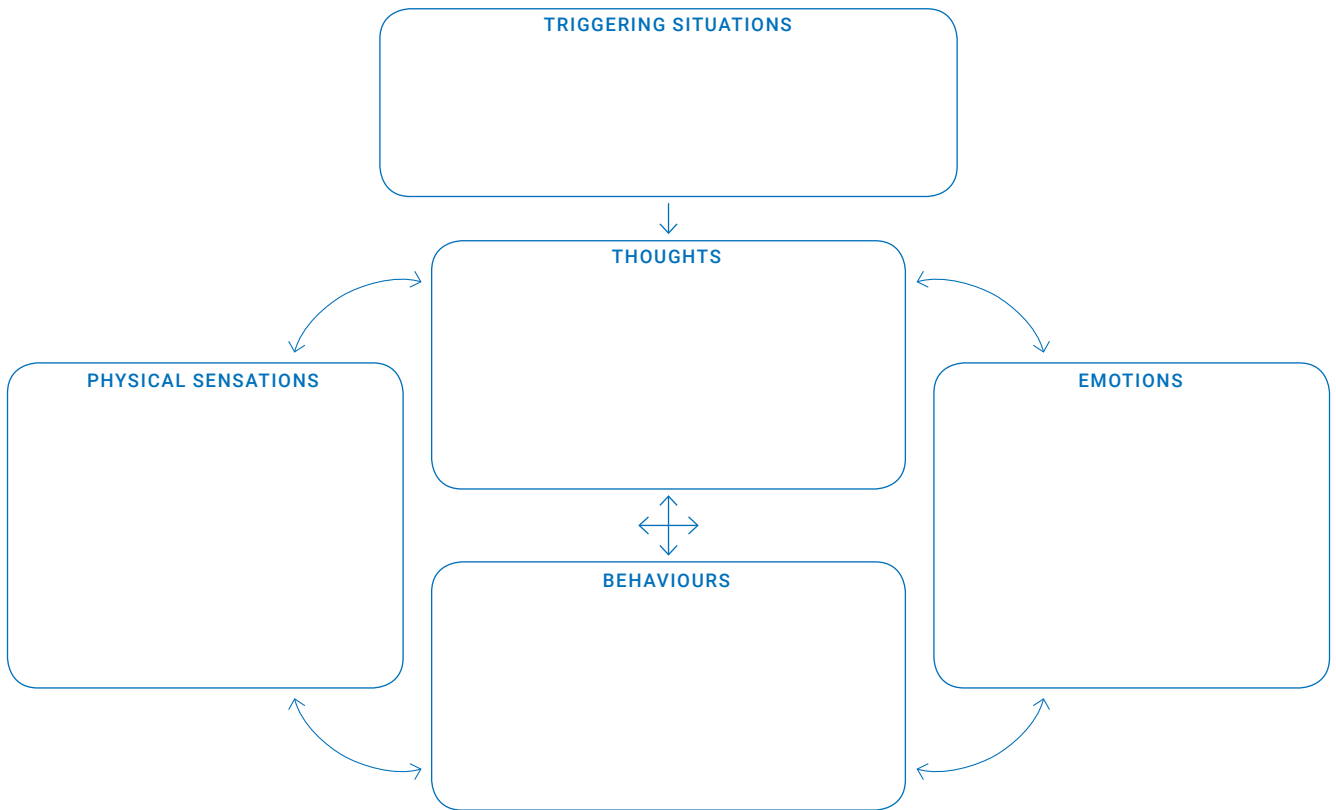 TRIGGERING SITUATIONS
THOUGHTS
PHYSICAL SENSATIONS
EMOTIONS
BEHAVIOURS